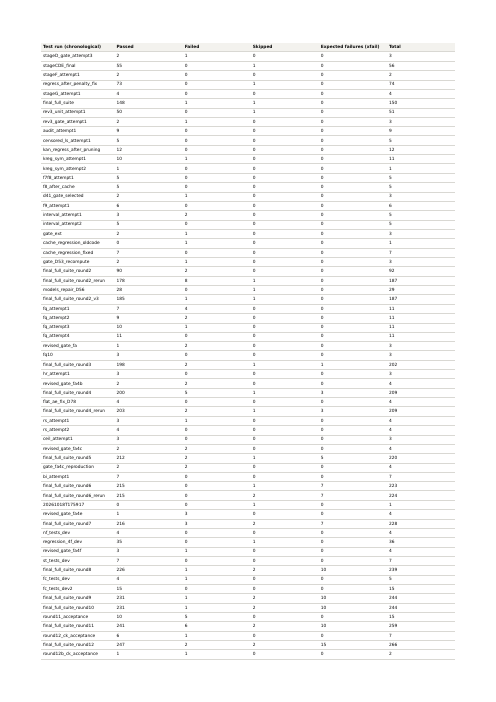 Test run (chronological) Passed Failed Skipped Expected failures (xfail) Total
stageD_gate_attempt3 2 1 0 0 3
stageCDE_final 55 0 1 0 56
stageF_attempt1 2 0 0 0 2
regress_after_penalty_fix 73 0 1 0 74
stageG_attempt1 4 0 0 0 4
final_full_suite 148 1 1 0 150
rev3_unit_attempt1 50 0 1 0 51
rev3_gate_attempt1 2 1 0 0 3
audit_attempt1 9 0 0 0 9
censored_ls_attempt1 5 0 0 0 5
kan_regress_after_pruning 12 0 0 0 12
kmg_sym_attempt1 10 1 0 0 11
kmeg_sym_attempt2 1 0 0 0 1
f7f8_attempt1 5 0 0 0 5
f8_after_cache 5 0 0 0 5
d41_gate_selected 2 1 0 0 3
f9_attempt1 6 0 0 0 6
interval_attempt1 3 2 0 0 5
interval_attempt2 5 0 0 0 5
gate_ext 2 1 0 0 3
cache_regression_oldcode 0 1 0 0 1
cache_regression_fixed 7 0 0 0 7
gate_D53_recompute 2 1 0 0 3
final_full_suite_round2 90 2 0 0 92
final_full_suite_round2_rerun 178 8 1 0 187
models_repair_D56 28 0 1 0 29
final_full_suite_round2_v3 185 1 1 0 187
fq_attempt1 7 4 0 0 11
fq_attempt2 9 2 0 0 11
fq_attempt3 10 1 0 0 11
fq_attempt4 11 0 0 0 11
revised_gate_fa 1 2 0 0 3
fq10 3 0 0 0 3
final_full_suite_round3 198 2 1 1 202
hr_attempt1 3 0 0 0 3
revised_gate_fa4b 2 2 0 0 4
final_full_suite_round4 200 5 1 3 209
flat_ae_fix_D78 4 0 0 0 4
final_full_suite_round4_rerun 203 2 1 3 209
rs_attempt1 3 1 0 0 4
rs_attempt2 4 0 0 0 4
ceil_attempt1 3 0 0 0 3
revised_gate_fa4c 2 2 0 0 4
final_full_suite_round5 212 2 1 5 220
gate_fa4c_reproduction 2 2 0 0 4
bi_attempt1 7 0 0 0 7
final_full_suite_round6 215 0 1 7 223
final_full_suite_round6_rerun 215 0 2 7 224
20261018T175917 0 0 1 0 1
revised_gate_fa4e 1 3 0 0 4
final_full_suite_round7 216 3 2 7 228
nf_tests_dev 4 0 0 0 4
regression_4f_dev 35 0 1 0 36
revised_gate_fa4f 3 1 0 0 4
st_tests_dev 7 0 0 0 7
final_full_suite_round8 226 1 2 10 239
fc_tests_dev 4 1 0 0 5
fc_tests_dev2 15 0 0 0 15
final_full_suite_round9 231 1 2 10 244
final_full_suite_round10 231 1 2 10 244
round11_acceptance 10 5 0 0 15
final_full_suite_round11 241 6 2 10 259
round12_ck_acceptance 6 1 0 0 7
final_full_suite_round12 247 2 2 15 266
round12b_ck_acceptance 1 1 0 0 2